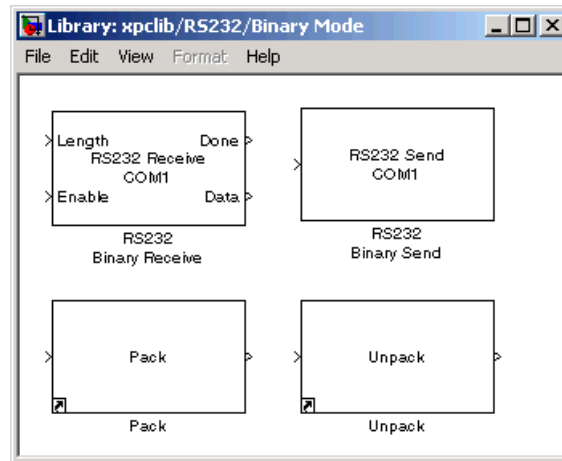 Library: xpclib/RS232/Binary Mode
File Edit View Format Help
Length Done
RS232 Receive
COM1
Enable Data
RS232
Binary Receive
RS232 Send
COM1
RS232
Binary Send
Pack
Pack
Unpack
Unpack